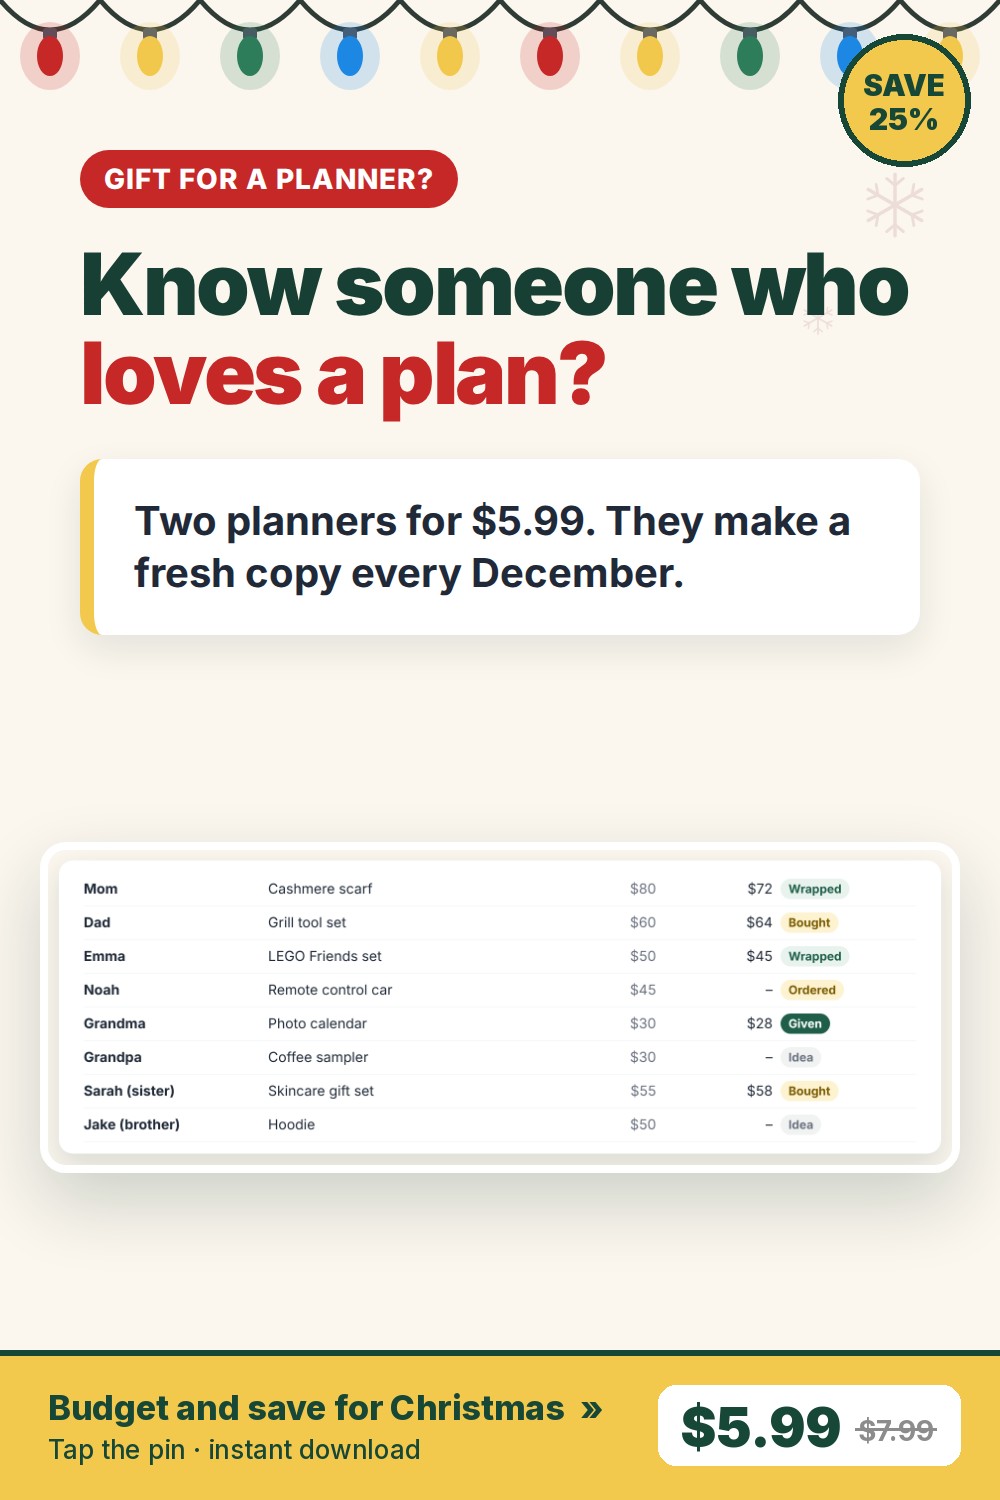 SAVE
25%
GIFT FOR A PLANNER?
Know someone who
loves a plan?
Two planners for $5.99. They make a
fresh copy every December.
Mom Cashmere scarf $80 $72 Wrapped
Dad Grill tool set $60 $64 Bought
Emma LEGO Friends set $50 $45 Wrapped
Noah Remote control car $45 – Ordered
Grandma Photo calendar $30 $28 Given
Grandpa Coffee sampler $30 – Idea
Sarah (sister) Skincare gift set $55 $58 Bought
Jake (brother) Hoodie $50 – Idea
Budget and save for Christmas »
Tap the pin · instant download
$5.99 $7.99